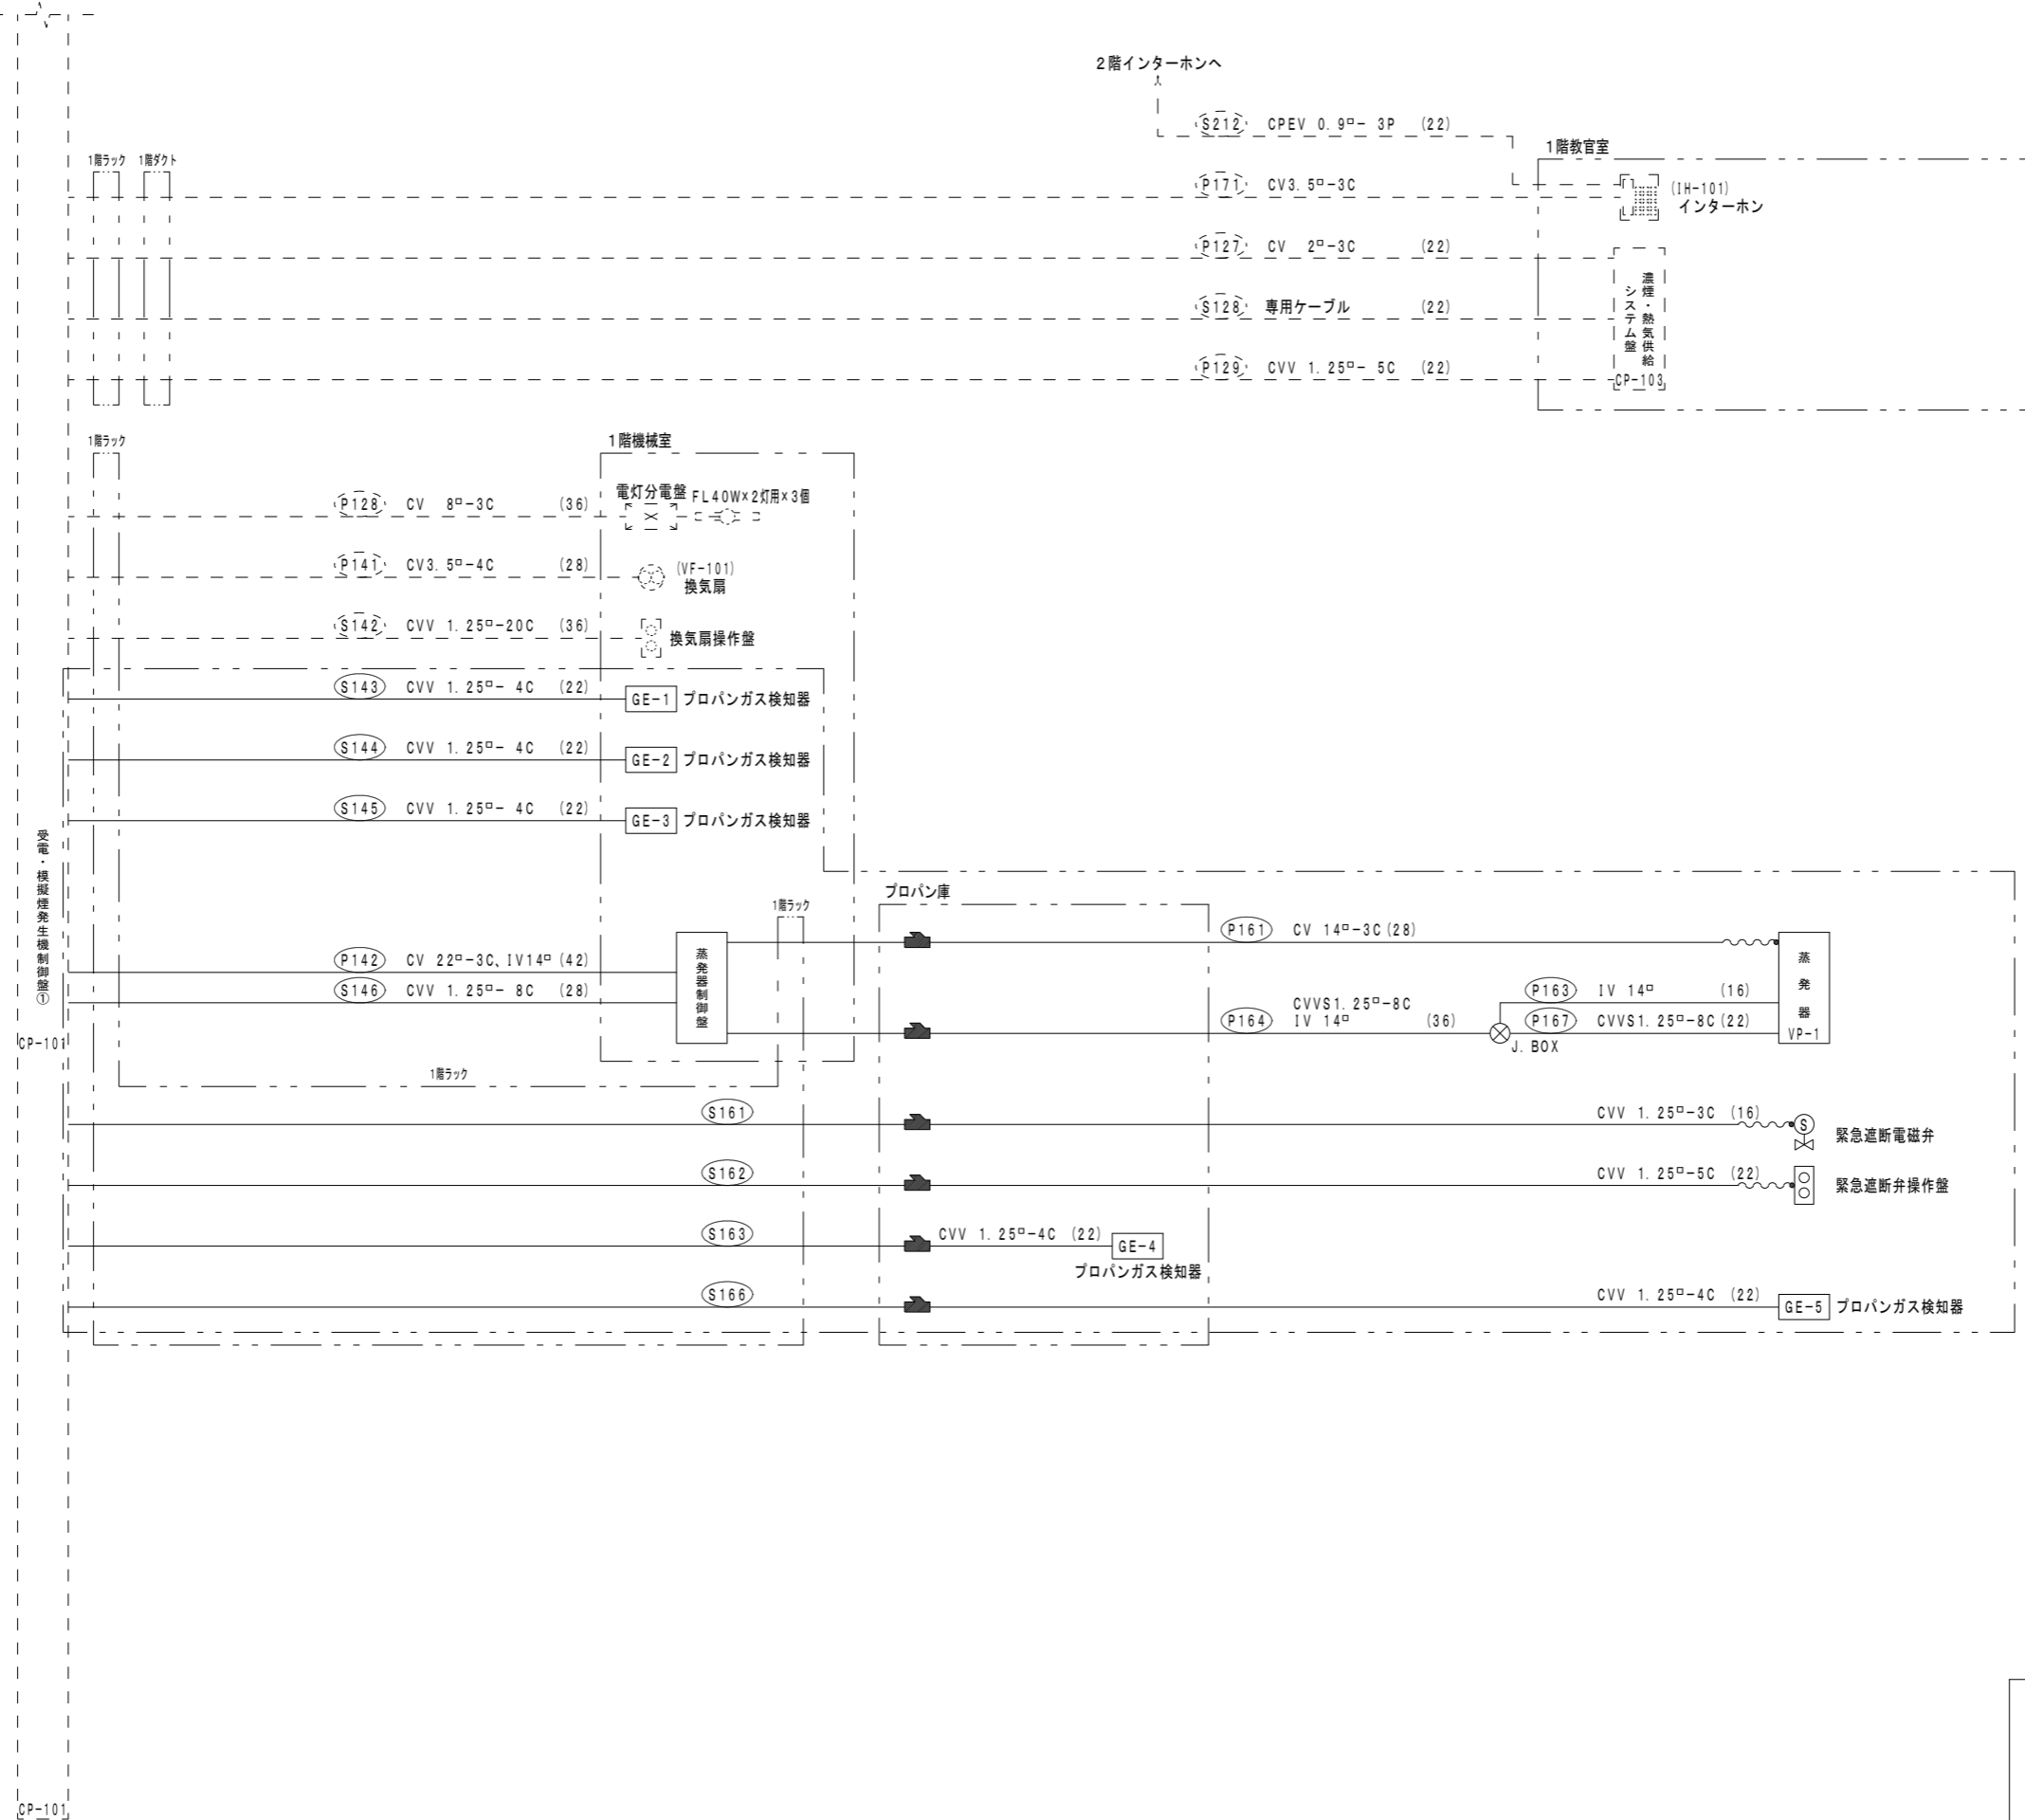 2階インターホンへ
S212 CPEV 0.9□- 3P (22)
1階教官室
1階ラック 1階ダクト
P171 CV3.5□-3C
(IH-101)
インターホン
P127 CV 2□-3C (22)
S128 専用ケーブル (22)
濃煙・熱気供給
システム盤
P129 CVV 1.25□- 5C (22)
CP-103
1階ラック
1階機械室
電灯分電盤 FL40W×2灯用×3個
P128 CV 8□-3C (36)
P141 CV3.5□-4C (28)
(VF-101)
換気扇
S142 CVV 1.25□-20C (36)
換気扇操作盤
S143 CVV 1.25□- 4C (22)
GE-1 プロパンガス検知器
S144 CVV 1.25□- 4C (22)
GE-2 プロパンガス検知器
S145 CVV 1.25□- 4C (22)
GE-3 プロパンガス検知器
受電・模擬煙発生機制御盤①
CP-101
プロパン庫
1階ラック
P161 CV 14□-3C(28)
P142 CV 22□-3C、IV14□(42)
S146 CVV 1.25□- 8C (28)
蒸発器制御盤
蒸発器
VP-1
P163 IV 14□ (16)
CVVS1.25□-8C
P164 IV 14□ (36)
P167 CVVS1.25□-8C(22)
J.BOX
1階ラック
S161
CVV 1.25□-3C (16)
S
緊急遮断電磁弁
S162
CVV 1.25□-5C (22)
緊急遮断弁操作盤
S163
CVV 1.25□-4C (22)
GE-4
プロパンガス検知器
S166
CVV 1.25□-4C (22)
GE-5 プロパンガス検知器
CP-101